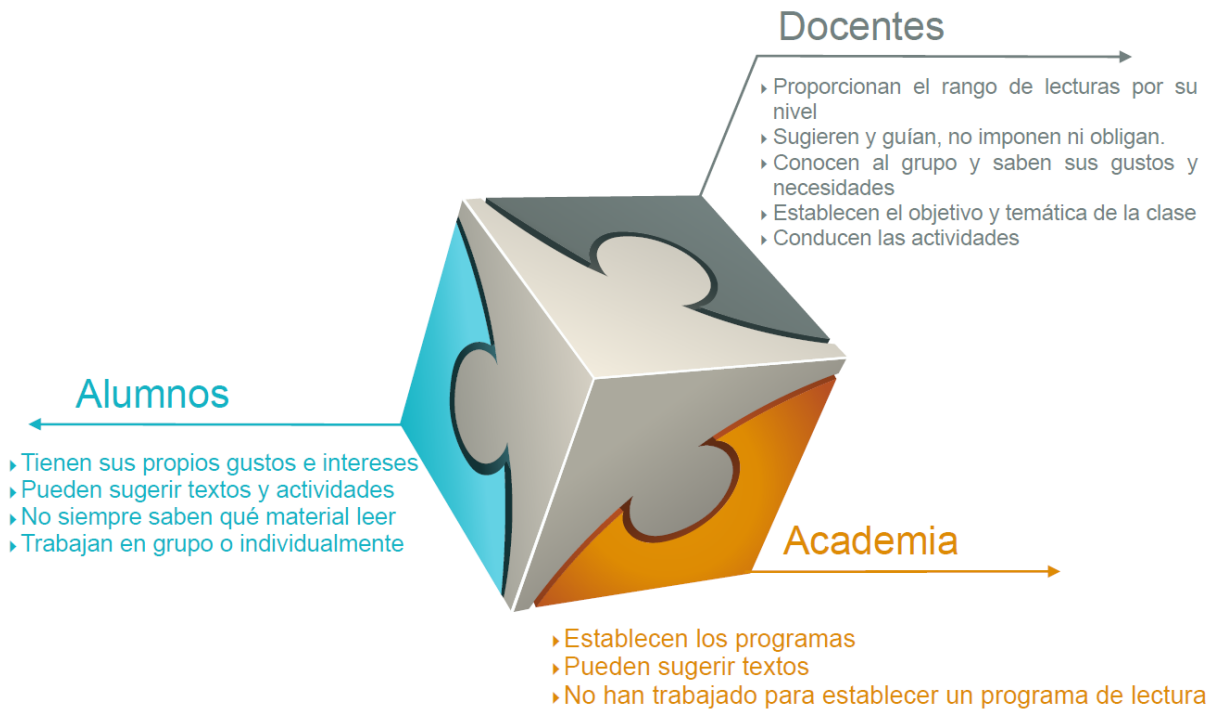 Docentes
Proporcionan el rango de lecturas por su
nivel
Sugieren y guían, no imponen ni obligan.
Conocen al grupo y saben sus gustos y
necesidades
Establecen el objetivo y temática de la clase
Conducen las actividades
Alumnos
Tienen sus propios gustos e intereses
Pueden sugerir textos y actividades
No siempre saben qué material leer
Trabajan en grupo o individualmente
Academia
Establecen los programas
Pueden sugerir textos
No han trabajado para establecer un programa de lectura